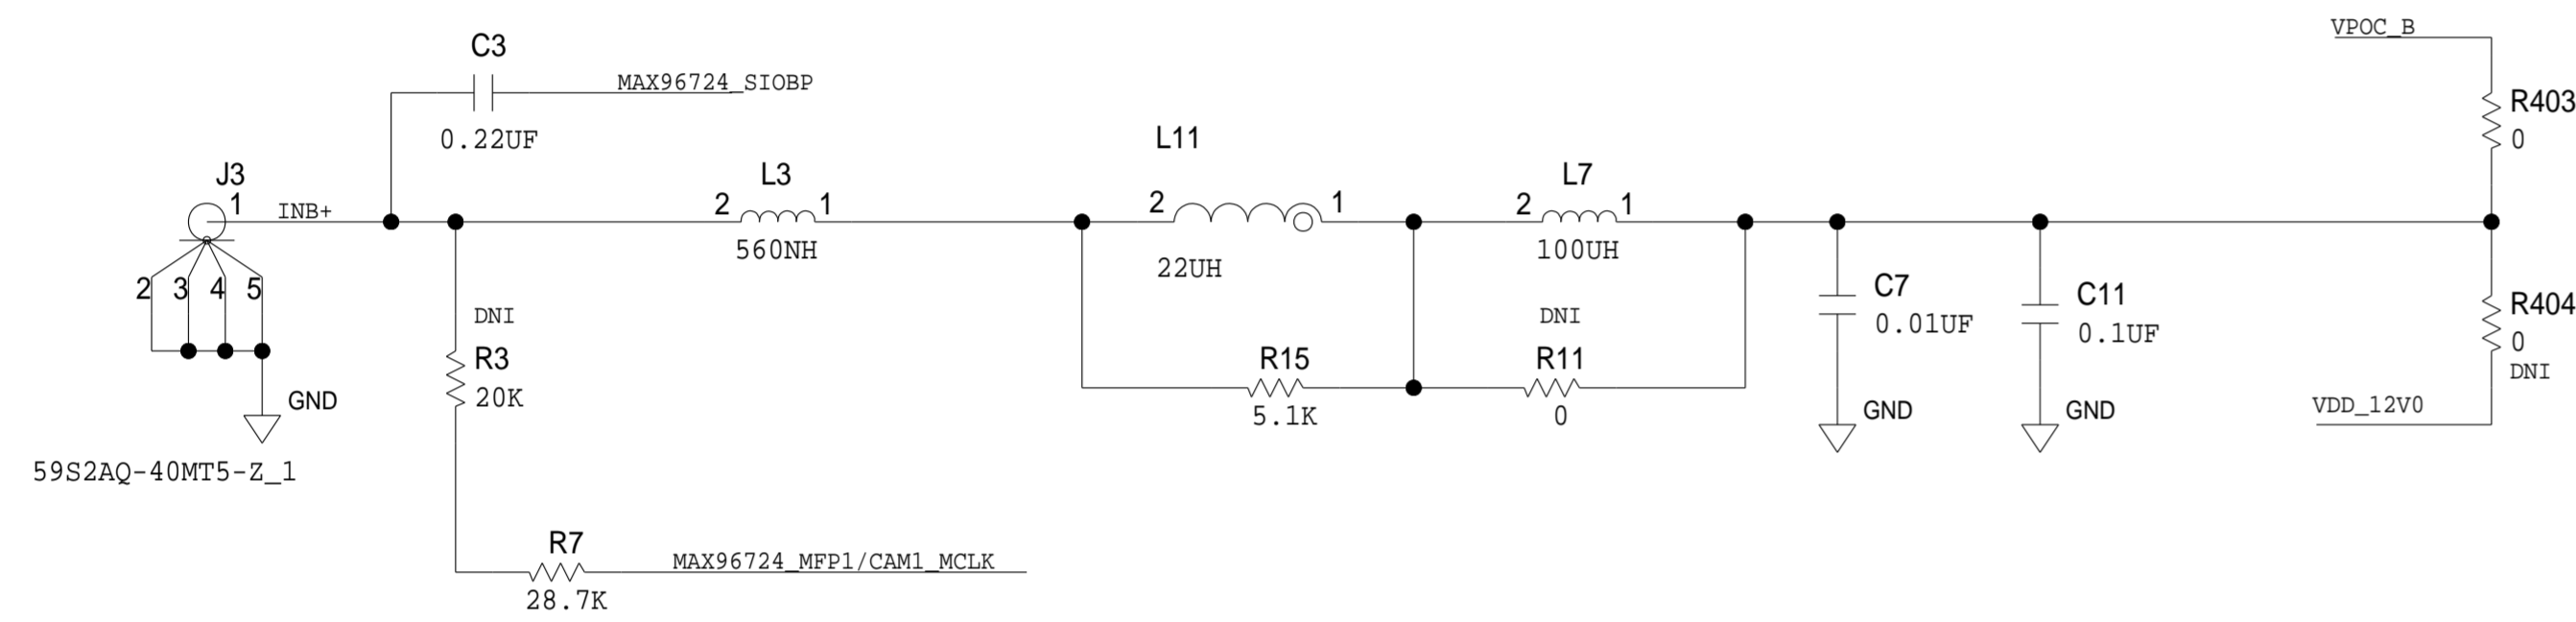 VPOC_B
C3
MAX96724_SIOBP
R403
0
0.22UF
L11
J3
1
INB+
L3
2
1
560NH
2
1
22UH
L7
2
1
100UH
2
3
4
5
GND
59S2AQ-40MT5-Z_1
DNI
R3
20K
R15
5.1K
DNI
R11
0
C7
0.01UF
GND
C11
0.1UF
GND
R404
0
DNI
VDD_12V0
R7
MAX96724_MFP1/CAM1_MCLK
28.7K